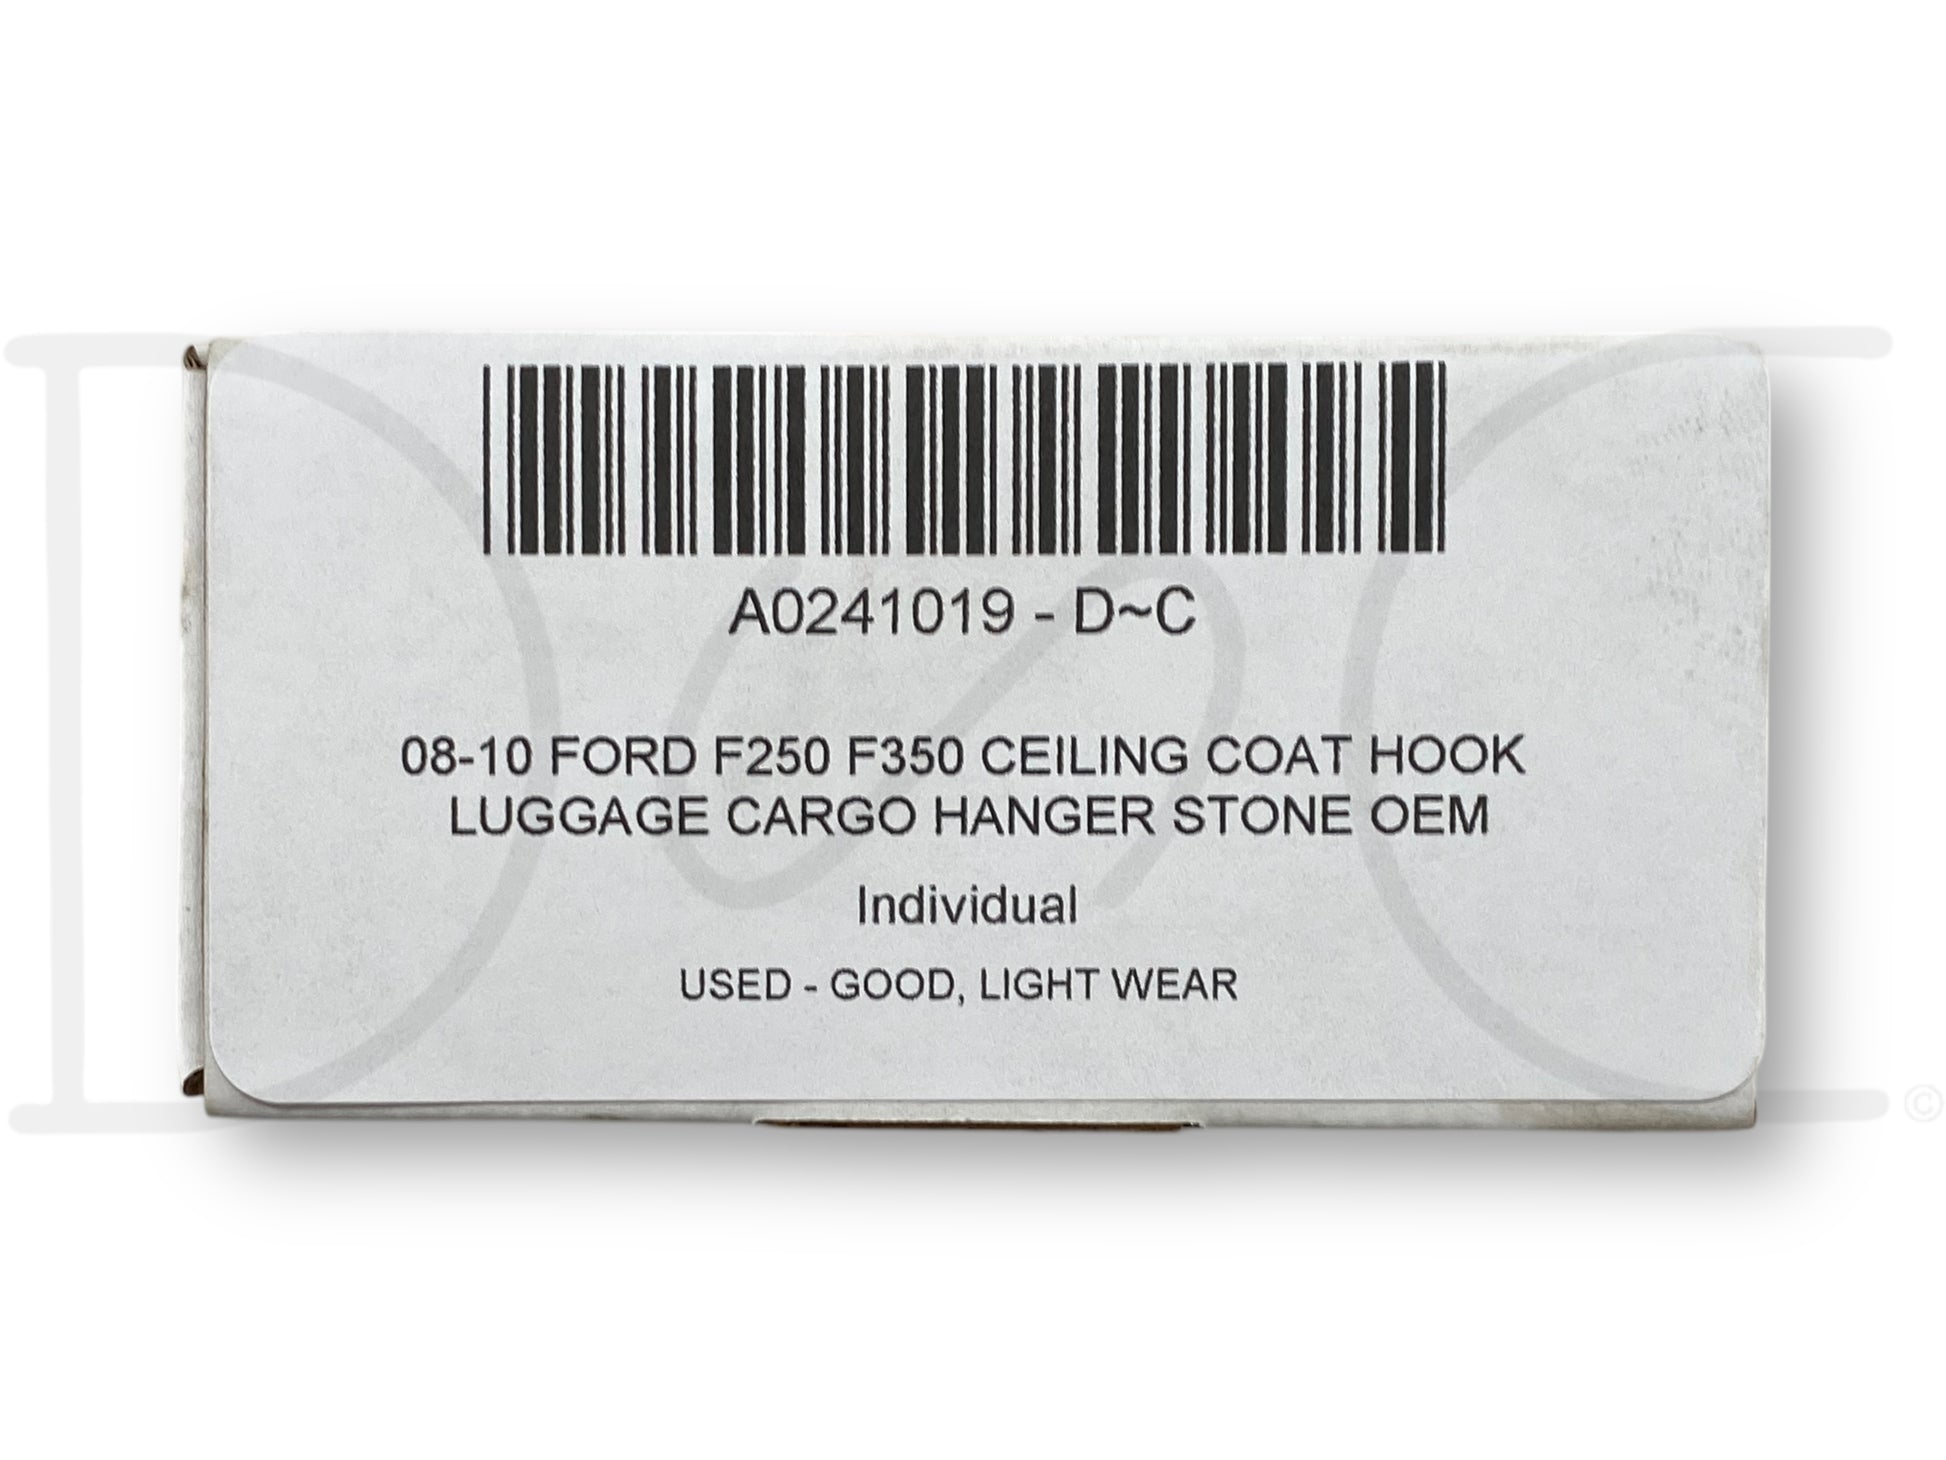 A0241019 - D~C
08-10 FORD F250 F350 CEILING COAT HOOK
LUGGAGE CARGO HANGER STONE OEM
Individual
USED - GOOD, LIGHT WEAR
D~C ©